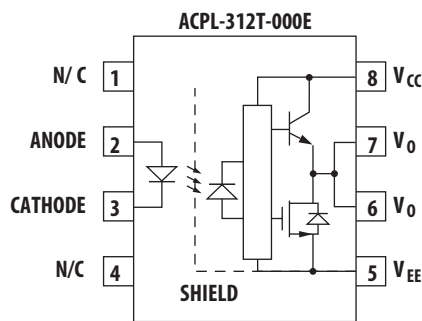 ACPL-312T-000E
N/ C 1
8 VCC
ANODE 2
7 VO
CATHODE 3
6 VO
N/C 4
5 VEE
SHIELD